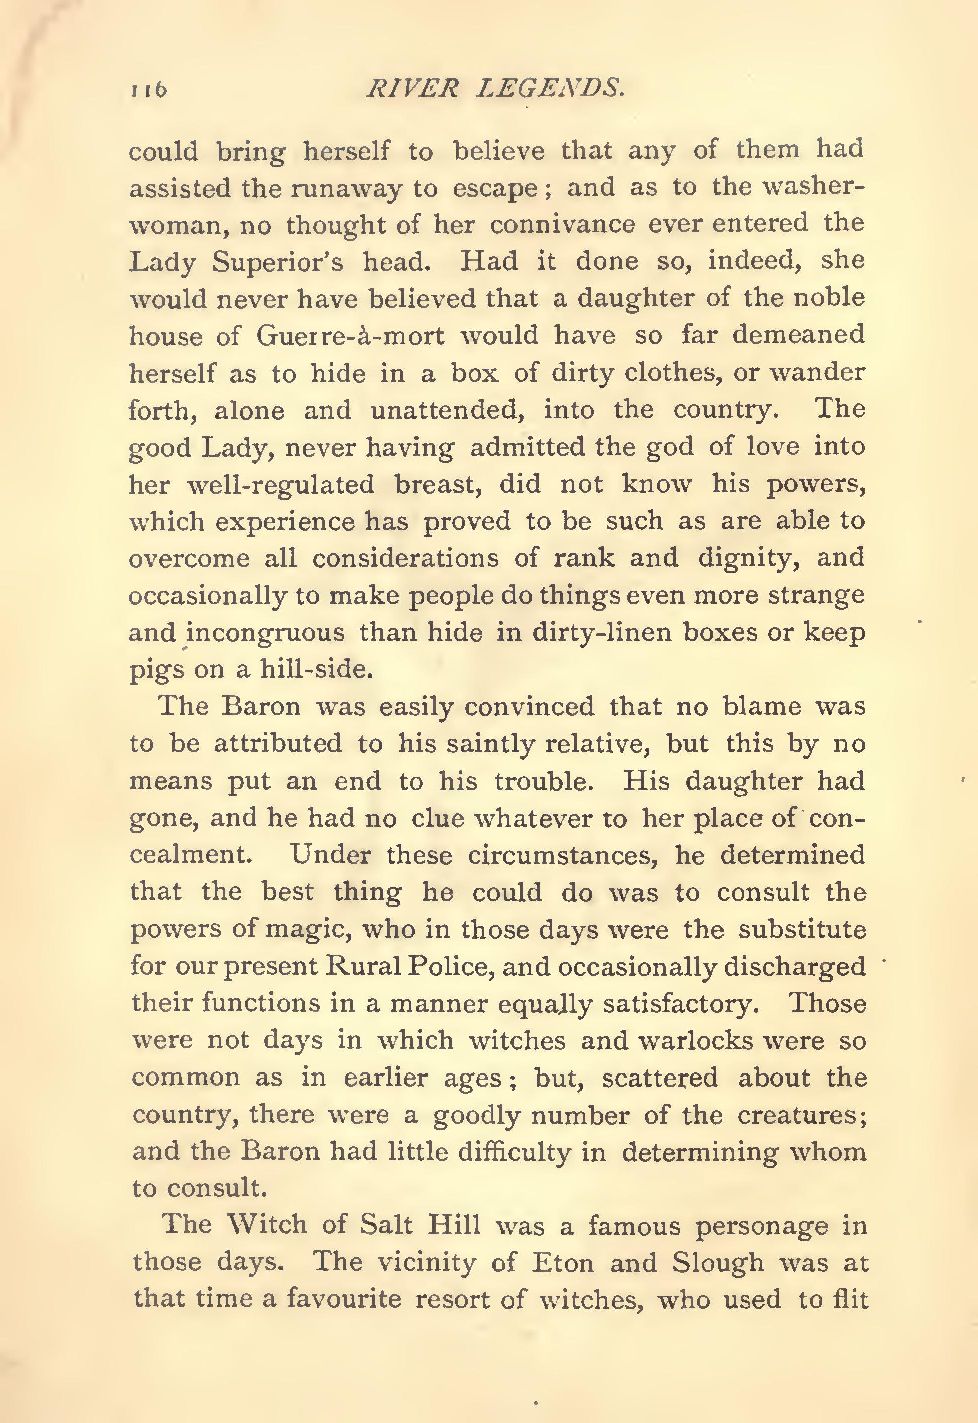 116 RIVER LEGENDS.
could bring herself to believe that any of them had
assisted the runaway to escape; and as to the washer-
woman, no thought of her connivance ever entered the
Lady Superior's head. Had it done so, indeed, she
would never have believed that a daughter of the noble
house of Guerre-à-mort would have so far demeaned
herself as to hide in a box of dirty clothes, or wander
forth, alone and unattended, into the country. The
good Lady, never having admitted the god of love into
her well-regulated breast, did not know his powers,
which experience has proved to be such as are able to
overcome all considerations of rank and dignity, and
occasionally to make people do things even more strange
and incongruous than hide in dirty-linen boxes or keep
pigs on a hill-side.
The Baron was easily convinced that no blame was
to be attributed to his saintly relative, but this by no
means put an end to his trouble. His daughter had
gone, and he had no clue whatever to her place of con-
cealment. Under these circumstances, he determined
that the best thing he could do was to consult the
powers of magic, who in those days were the substitute
for our present Rural Police, and occasionally discharged
their functions in a manner equally satisfactory. Those
were not days in which witches and warlocks were so
common as in earlier ages; but, scattered about the
country, there were a goodly number of the creatures;
and the Baron had little difficulty in determining whom
to consult.
The Witch of Salt Hill was a famous personage in
those days. The vicinity of Eton and Slough was at
that time a favourite resort of witches, who used to flit